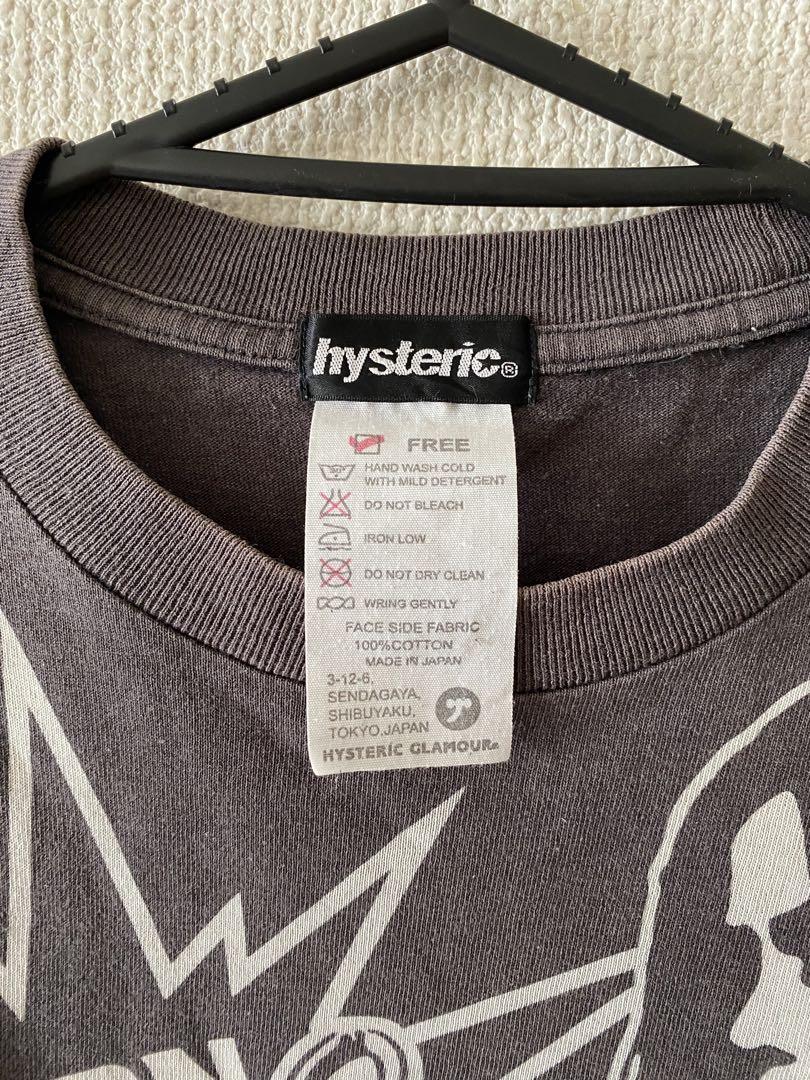 hysteric®
FREE
HAND WASH COLD
WITH MILD DETERGENT
DO NOT BLEACH
IRON LOW
DO NOT DRY CLEAN
WRING GENTLY
FACE SIDE FABRIC
100%COTTON
MADE IN JAPAN
3-12-6,
SENDAGAYA,
SHIBUYAKU,
TOKYO.JAPAN
HYSTERIC GLAMOUR®